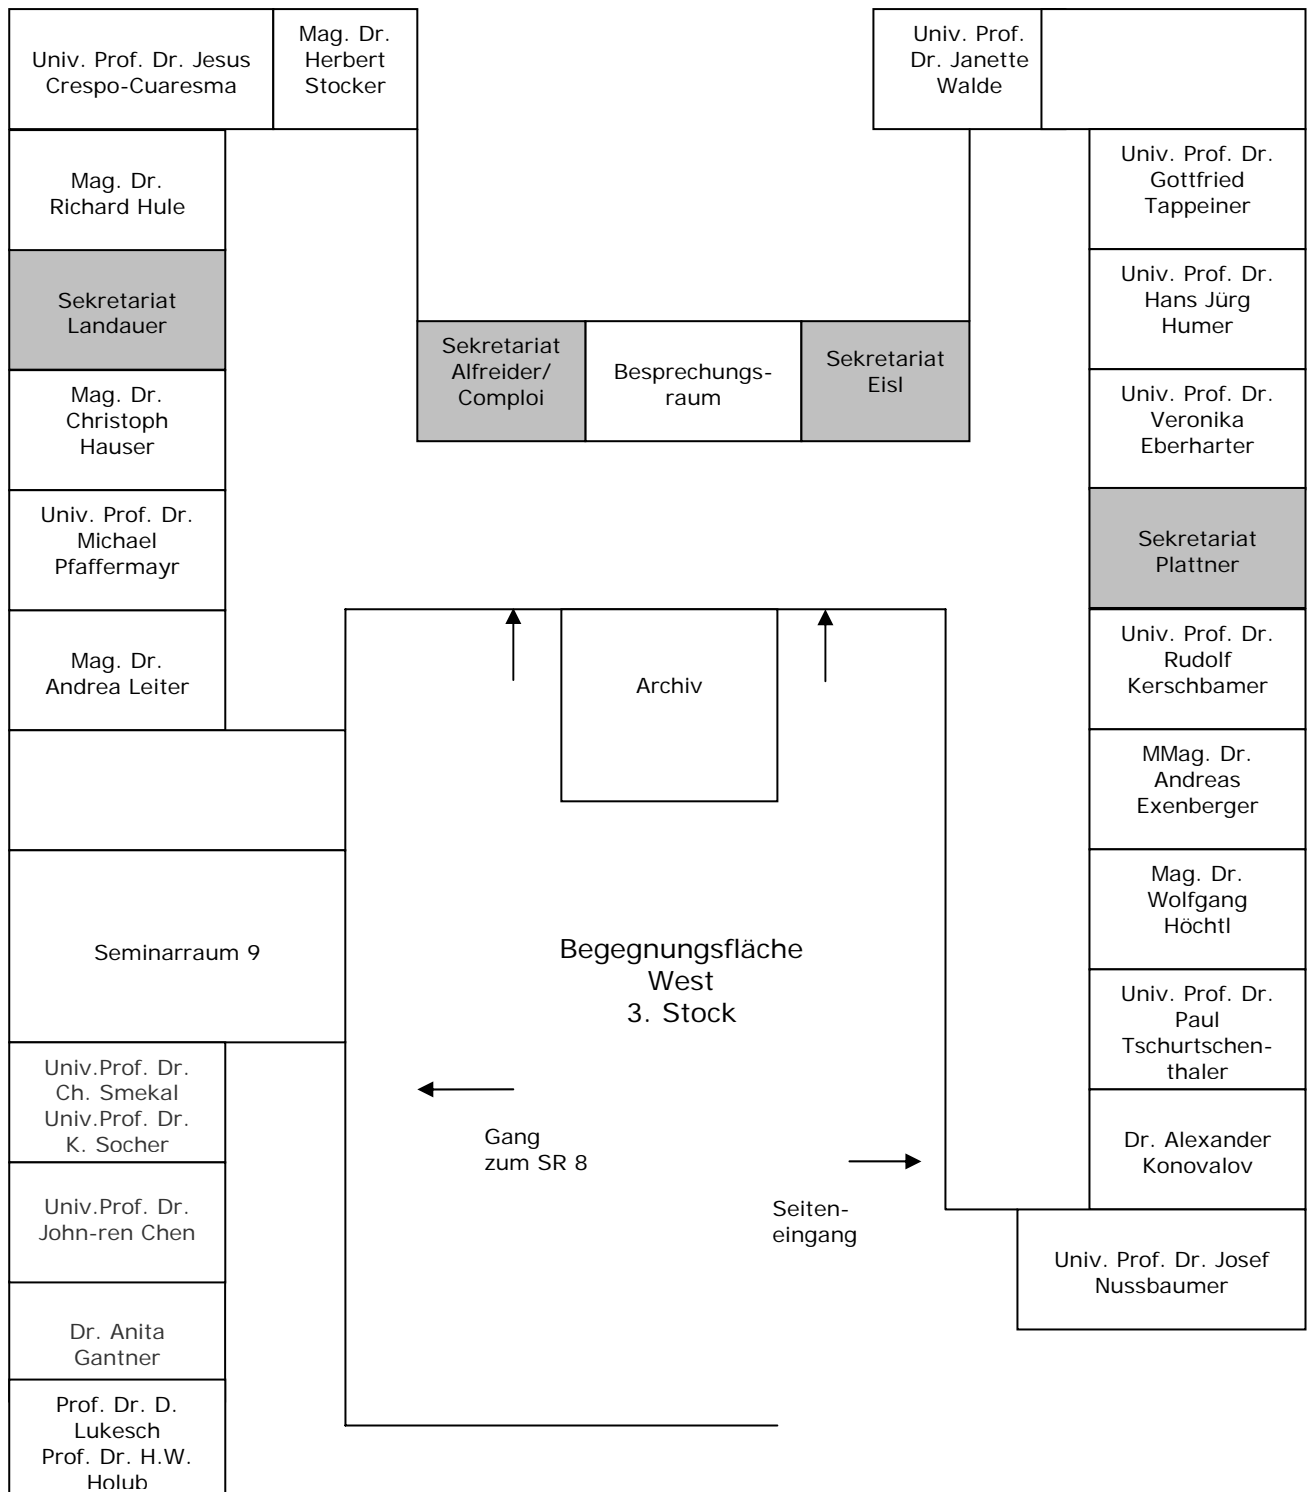 Univ. Prof. Dr. Jesus
Crespo-Cuaresma
Mag. Dr.
Herbert
Stocker
Univ. Prof.
Dr. Janette
Walde
Mag. Dr.
Richard Hule
Sekretariat
Landauer
Mag. Dr.
Christoph
Hauser
Univ. Prof. Dr.
Michael
Pfaffermayr
Mag. Dr.
Andrea Leiter
Sekretariat
Alfreider/
Comploi
Besprechungs-
raum
Sekretariat
Eisl
Univ. Prof. Dr.
Gottfried
Tappeiner
Univ. Prof. Dr.
Hans Jürg
Humer
Univ. Prof. Dr.
Veronika
Eberharter
Sekretariat
Plattner
Univ. Prof. Dr.
Rudolf
Kerschbamer
MMag. Dr.
Andreas
Exenberger
Mag. Dr.
Wolfgang
Höchtl
Univ. Prof. Dr.
Paul
Tschurtschen-
thaler
Dr. Alexander
Konovalov
Univ. Prof. Dr. Josef
Nussbaumer
Archiv
Begegnungsfläche
West
3. Stock
Gang
zum SR 8
Seiten-
eingang
Seminarraum 9
Univ.Prof. Dr.
Ch. Smekal
Univ.Prof. Dr.
K. Socher
Univ.Prof. Dr.
John-ren Chen
Dr. Anita
Gantner
Prof. Dr. D.
Lukesch
Prof. Dr. H.W.
Holub